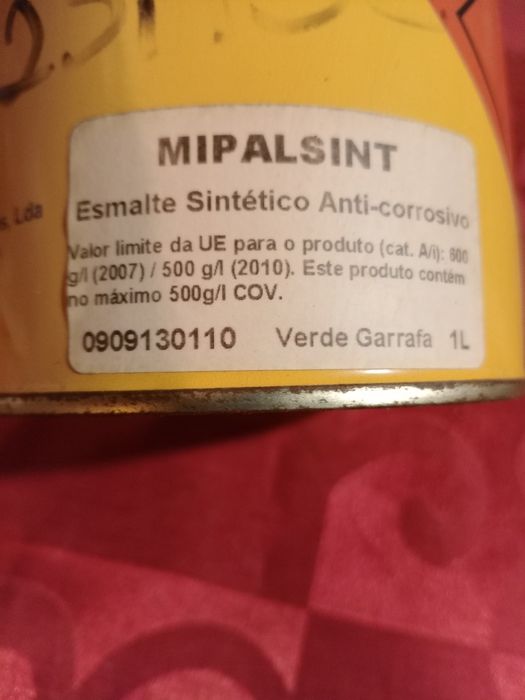 s. Lda
MIPALSINT
Esmalte Sintético Anti-corrosivo
Valor limite da UE para o produto (cat. A/i): 600
g/l (2007) / 500 g/l (2010). Este produto contém
no máximo 500g/l COV.
0909130110 Verde Garrafa 1L